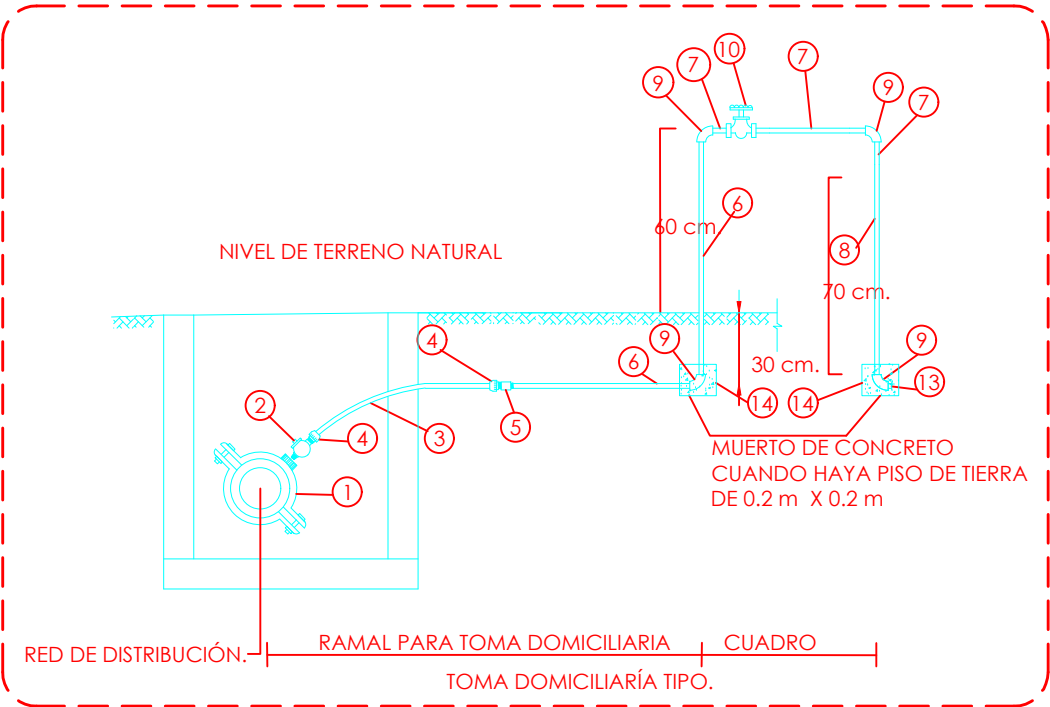 10
7
7
9
9
7
6
60 cm.
8
NIVEL DE TERRENO NATURAL
70 cm.
4
9
9
6
30 cm.
13
14
14
5
2
4
3
MUERTO DE CONCRETO
CUANDO HAYA PISO DE TIERRA
DE 0.2 m X 0.2 m
1
RAMAL PARA TOMA DOMICILIARIA
CUADRO
RED DE DISTRIBUCIÓN.
TOMA DOMICILIARÍA TIPO.